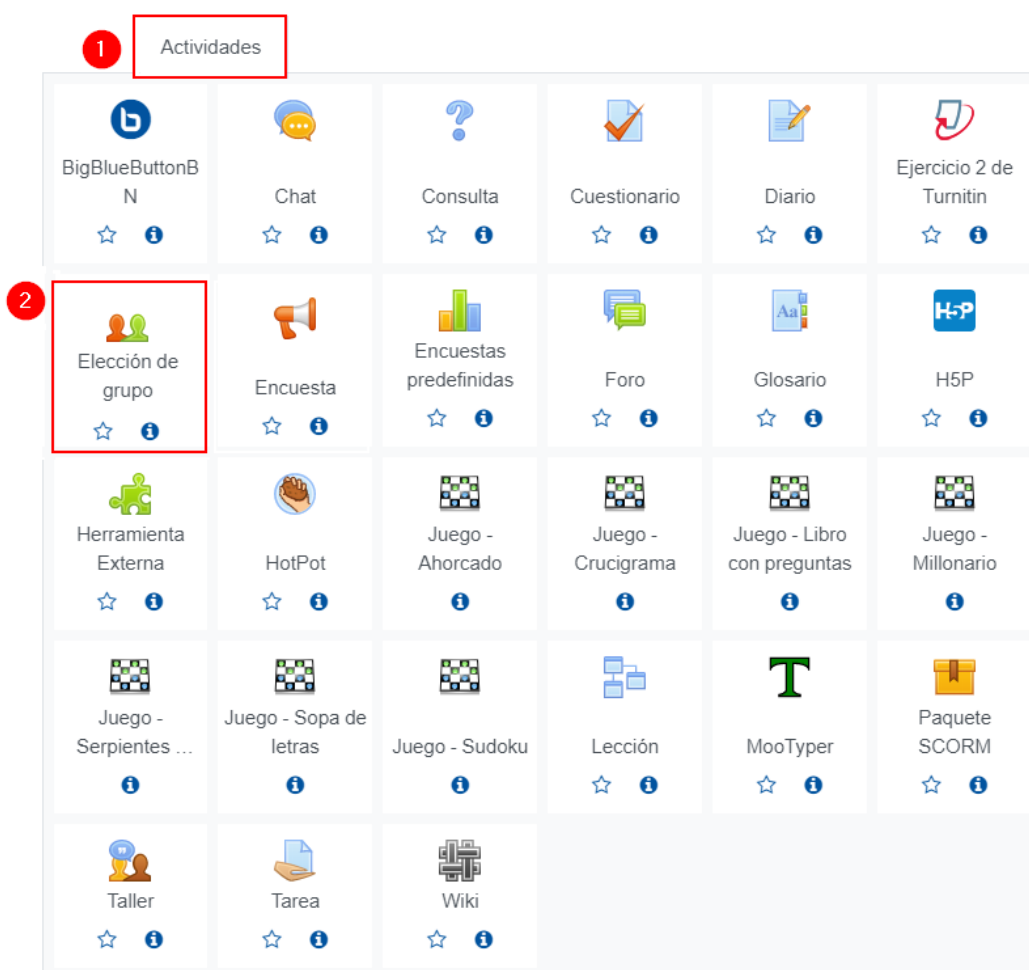 1
Actividades
BigBlueButtonB
N
Chat
Consulta
Cuestionario
Diario
Ejercicio 2 de
Turnitin
2
Elección de
grupo
Encuesta
Encuestas
predefinidas
Foro
Aa
Glosario
H5P
H5P
Herramienta
Externa
HotPot
Juego -
Ahorcado
Juego -
Crucigrama
Juego - Libro
con preguntas
Juego -
Millonario
Juego -
Serpientes ...
Juego - Sopa de
letras
Juego - Sudoku
Lección
T
MooTyper
Paquete
SCORM
Taller
Tarea
Wiki